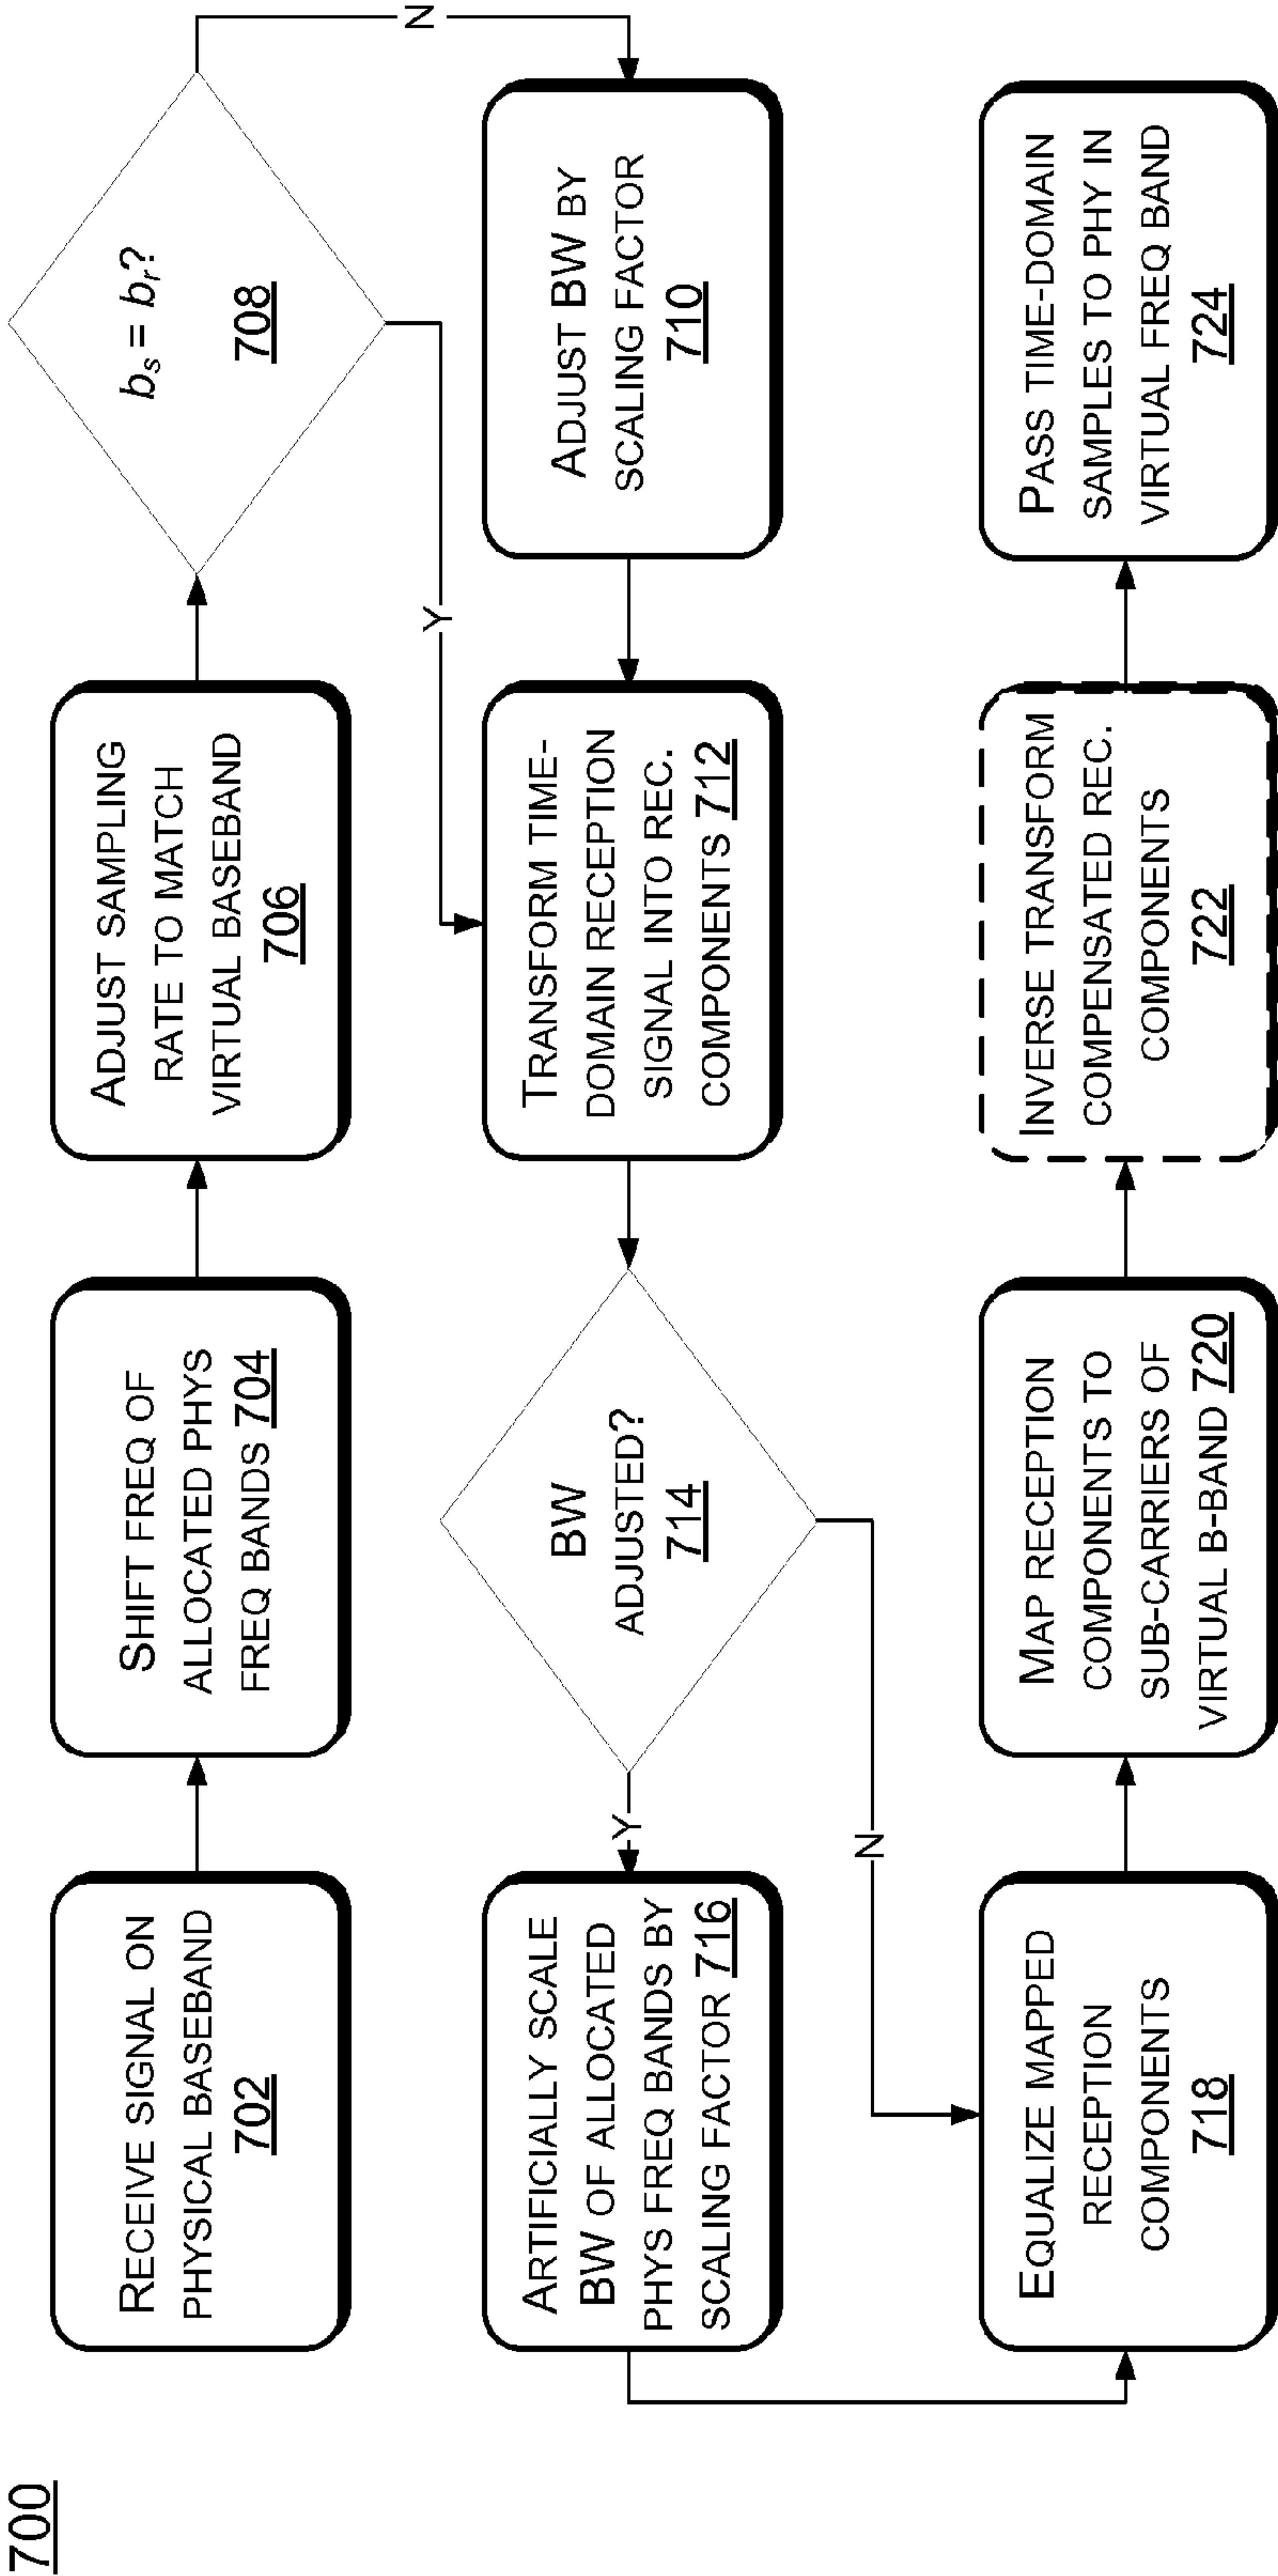 700
RECEIVE SIGNAL ON
PHYSICAL BASEBAND
702
SHIFT FREQ OF
ALLOCATED PHYS
FREQ BANDS 704
ADJUST SAMPLING
RATE TO MATCH
VIRTUAL BASEBAND
706
bs = br?
708
N
Y
ADJUST BW BY
SCALING FACTOR
710
TRANSFORM TIME-
DOMAIN RECEPTION
SIGNAL INTO REC.
COMPONENTS 712
BW
ADJUSTED?
714
Y
N
ARTIFICIALLY SCALE
BW OF ALLOCATED
PHYS FREQ BANDS BY
SCALING FACTOR 716
EQUALIZE MAPPED
RECEPTION
COMPONENTS
718
MAP RECEPTION
COMPONENTS TO
SUB-CARRIERS OF
VIRTUAL B-BAND 720
INVERSE TRANSFORM
COMPENSATED REC.
COMPONENTS
722
PASS TIME-DOMAIN
SAMPLES TO PHY IN
VIRTUAL FREQ BAND
724